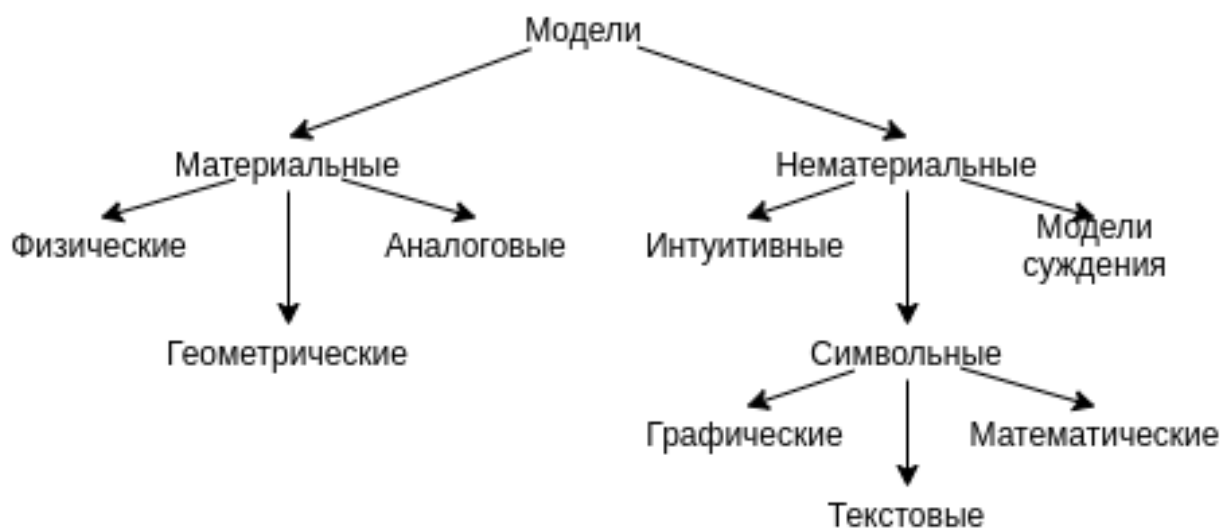 Модели
Материальные
Нематериальные
Физические
Аналоговые
Интуитивные
Модели
суждения
Геометрические
Символьные
Графические
Математические
Текстовые